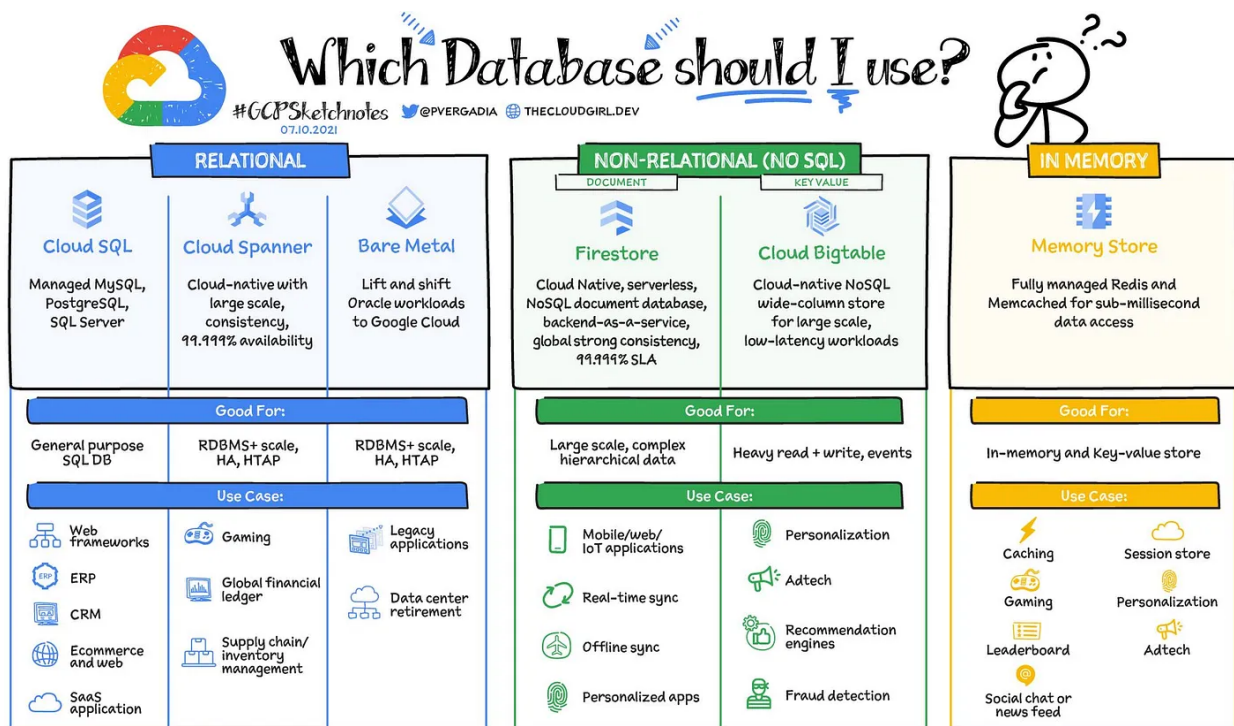 Which Database should I use?
#GCPSketchnotes @PVERGADIA THECLOUDGIRL.DEV
07.10.2021
RELATIONAL
Cloud SQL
Managed MySQL,
PostgreSQL,
SQL Server
Cloud Spanner
Cloud-native with
large scale,
consistency,
99.999% availability
Bare Metal
Lift and shift
Oracle workloads
to Google Cloud
Good For:
General purpose
SQL DB
RDBMS+ scale,
HA, HTAP
RDBMS+ scale,
HA, HTAP
Use Case:
Web
frameworks
ERP
ERP
CRM
Ecommerce
and web
SaaS
application
Gaming
Global financial
ledger
Supply chain/
inventory
management
Legacy
applications
Data center
retirement
NON-RELATIONAL (NO SQL)
DOCUMENT
Firestore
Cloud Native, serverless,
NoSQL document database,
backend-as-a-service,
global strong consistency,
99.999% SLA
KEY VALUE
Cloud Bigtable
Cloud-native NoSQL
wide-column store
for large scale,
low-latency workloads
Good For:
Large scale, complex
hierarchical data
Heavy read + write, events
Use Case:
Mobile/web/
IoT applications
Real-time sync
Offline sync
Personalized apps
Personalization
Adtech
Recommendation
engines
Fraud detection
IN MEMORY
Memory Store
Fully managed Redis and
Memcached for sub-millisecond
data access
Good For:
In-memory and Key-value store
Use Case:
Caching
Session store
Gaming
Personalization
Leaderboard
Adtech
Social chat or
news feed